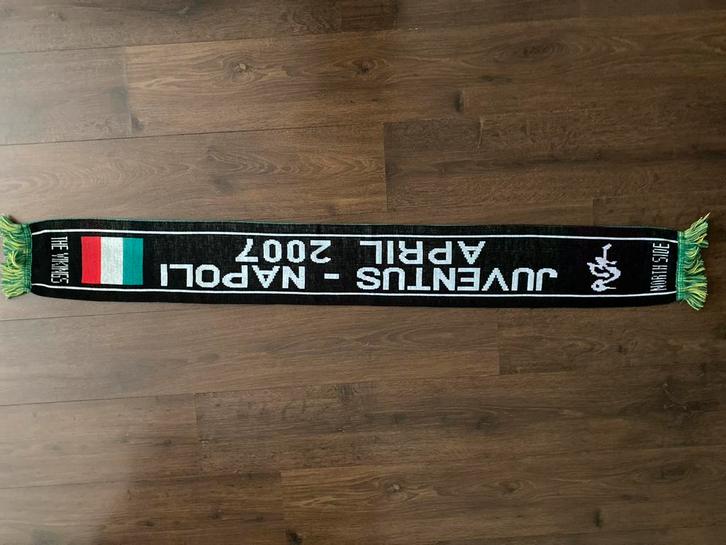 NORTH SIDE
JUVENTUS - NAPOLI
APRIL 2007
THE VIKINGS